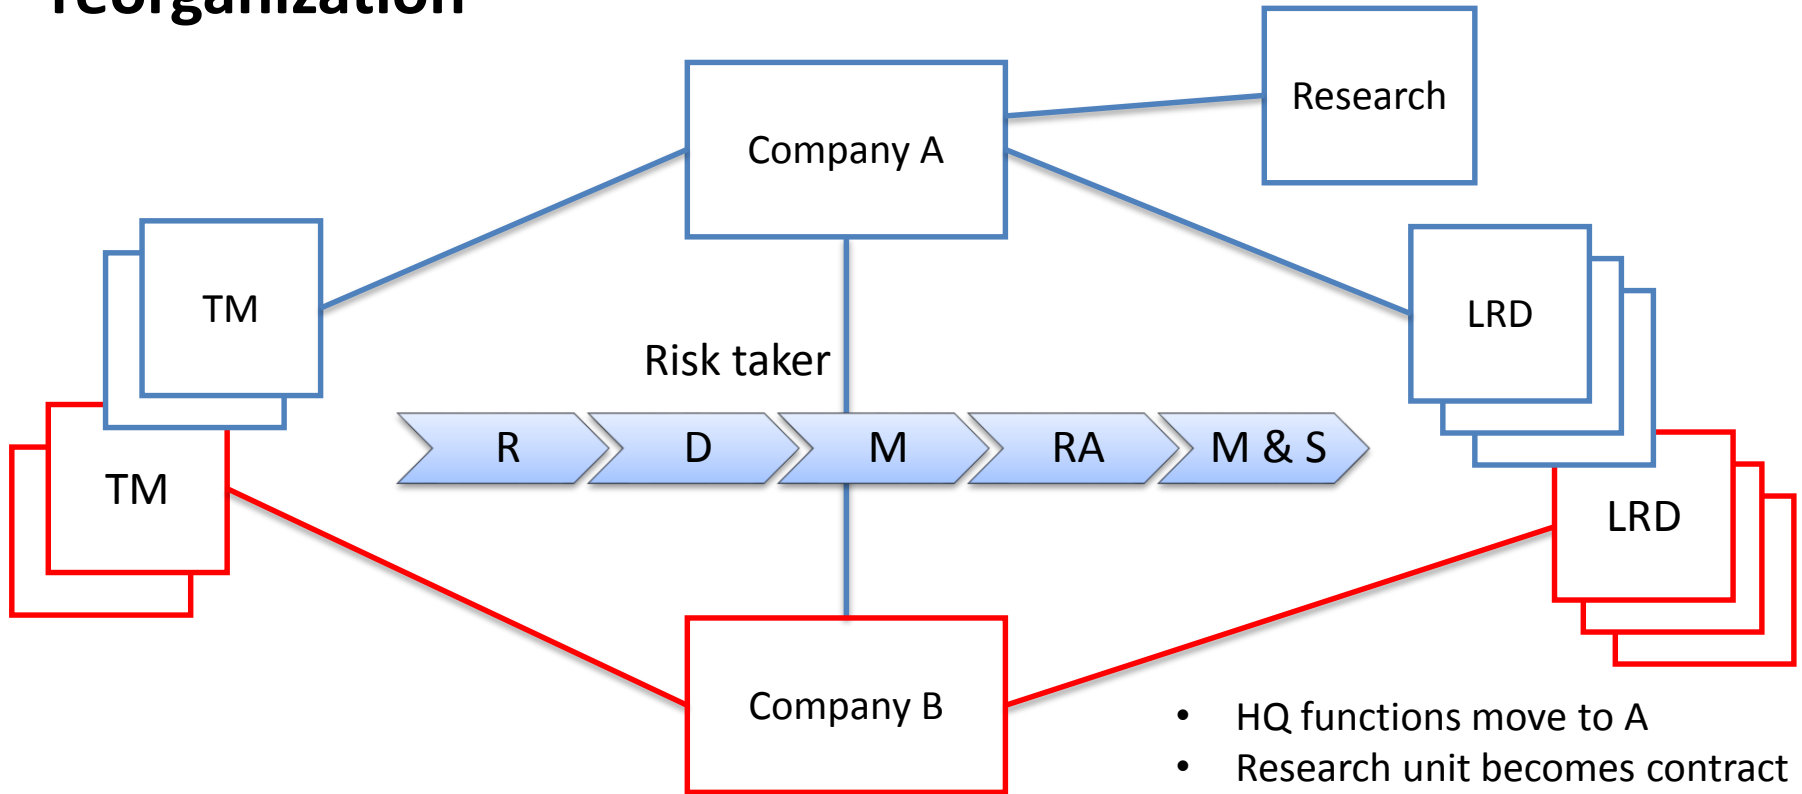 reorganization
Research
Company A
TM
LRD
Risk taker
R D M RA M & S
TM
LRD
Company B
• HQ functions move to A
• Research unit becomes contract